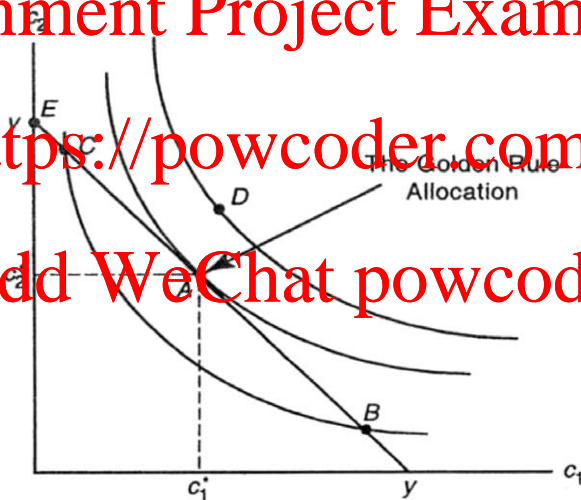 nment Project Exam
c₂
E
y
tps://powcoder.com
C
The Golden Rule
Allocation
D
c₂*
dd WeChat powcod
A
B
c₁
c₁*
y